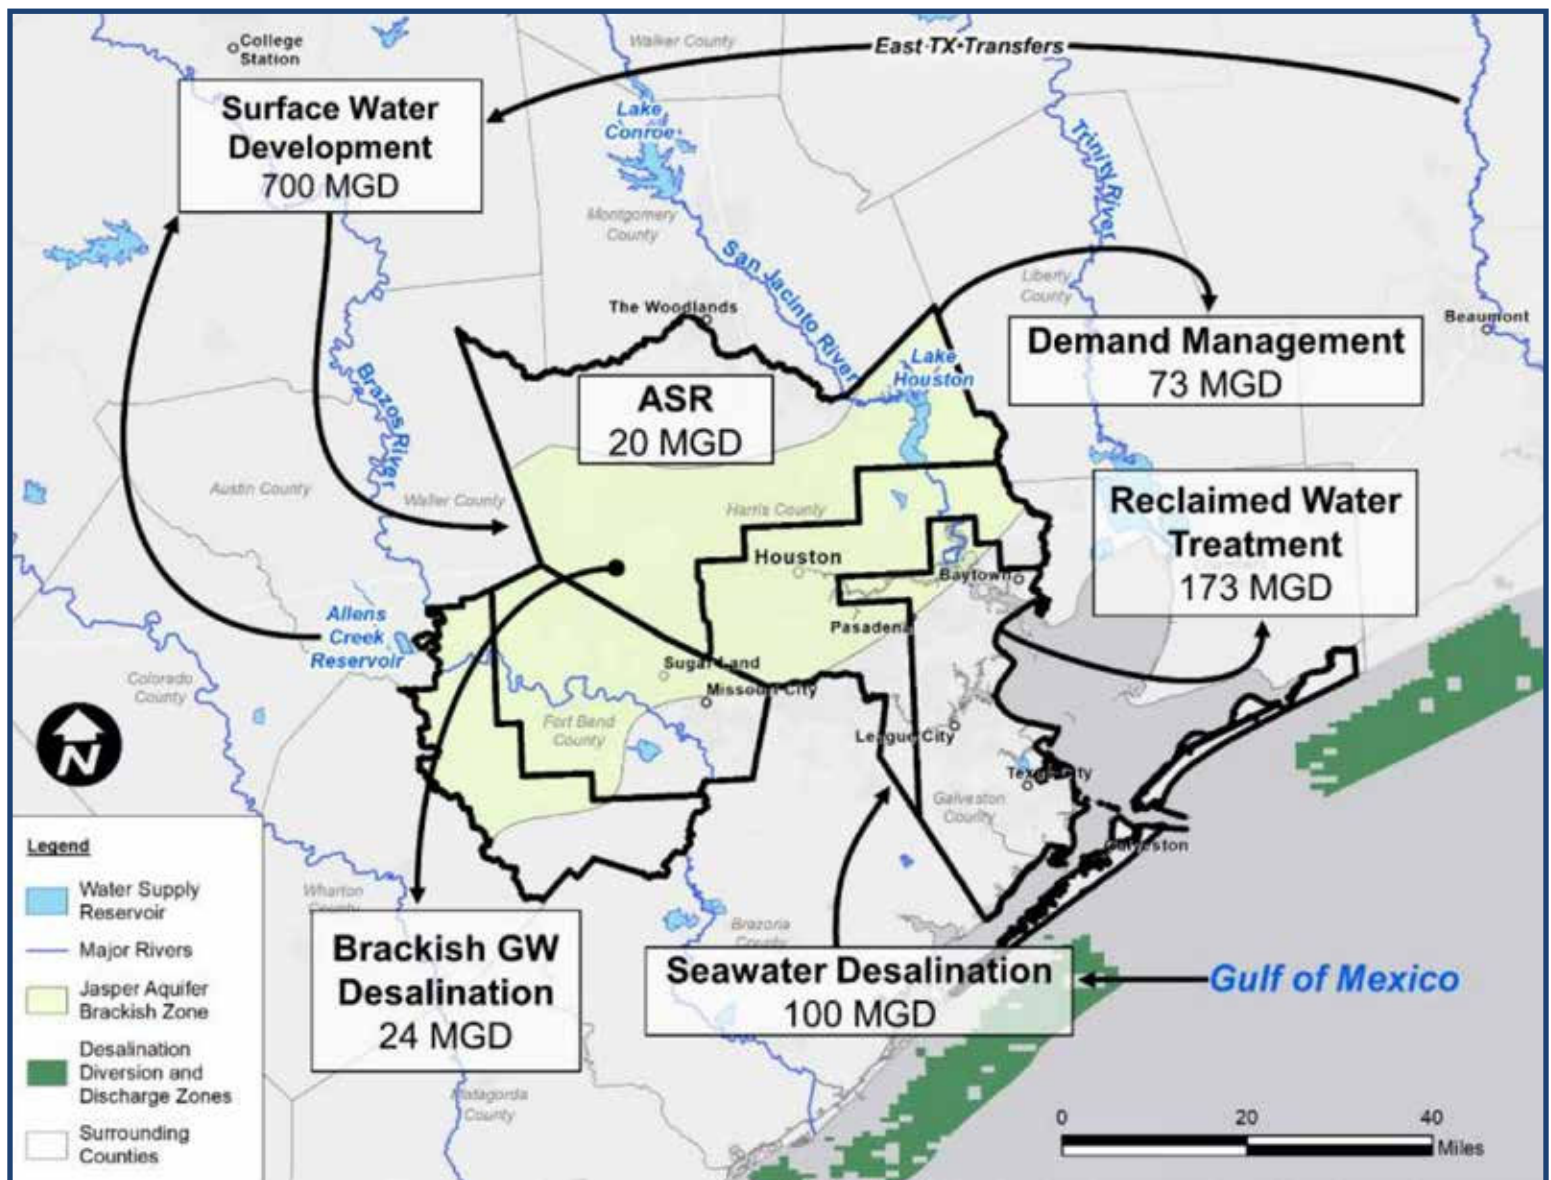 College
Station
Walker County
East TX Transfers
Surface Water
Development
700 MGD
Lake
Conroe
Trinity River
Montgomery
County
San Jacinto River
Liberty
County
The Woodlands
Beaumont
Demand Management
73 MGD
Lake
Houston
ASR
20 MGD
Brazos River
Austin County
Waller County
Harris County
Reclaimed Water
Treatment
173 MGD
Houston
Baytown
Pasadena
Allens
Creek
Reservoir
Sugar Land
Missouri City
Colorado
County
Fort Bend
County
League City
Texas City
N
Galveston
County
Galveston
Legend
Water Supply
Reservoir
Major Rivers
Jasper Aquifer
Brackish Zone
Desalination
Diversion and
Discharge Zones
Surrounding
Counties
Wharton
County
Brazoria
County
Brackish GW
Desalination
24 MGD
Seawater Desalination
100 MGD
Gulf of Mexico
Matagorda
County
0 20 40
Miles